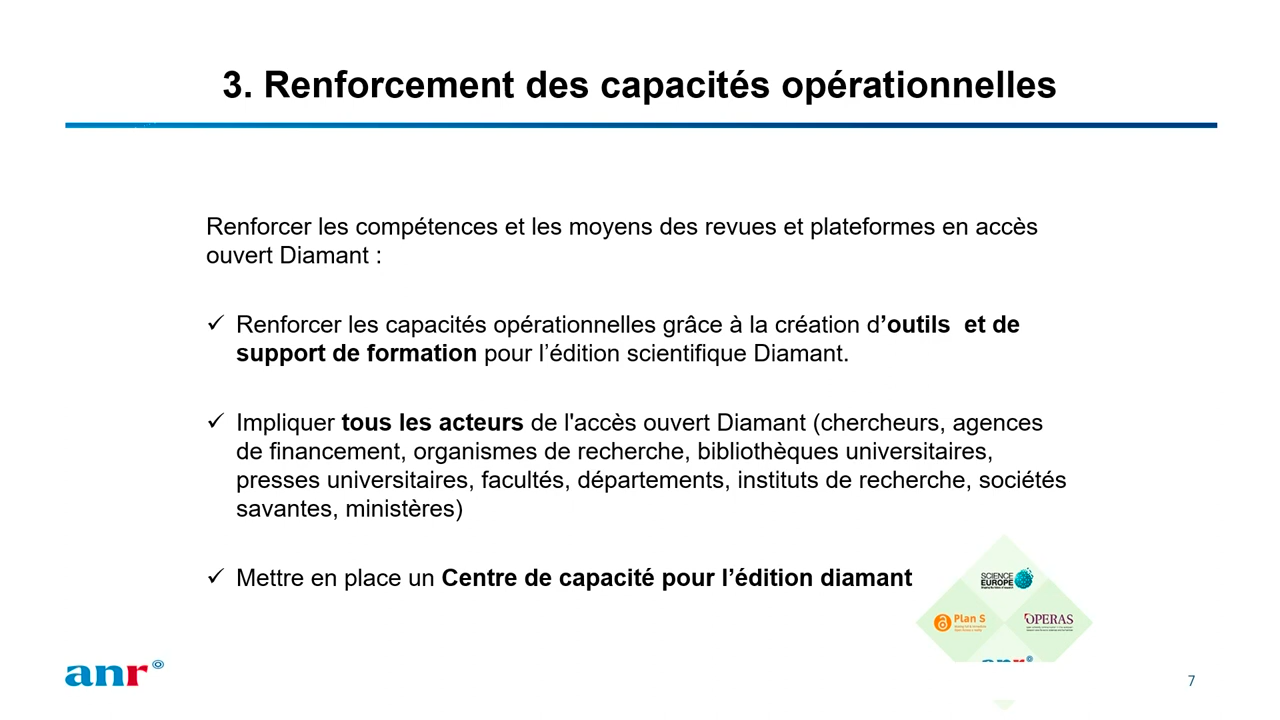 3. Renforcement des capacités opérationnelles
Renforcer les compétences et les moyens des revues et plateformes en accès
ouvert Diamant :
✓ Renforcer les capacités opérationnelles grâce à la création d’outils  et de
support de formation pour l’édition scientifique Diamant.
✓ Impliquer tous les acteurs de l'accès ouvert Diamant (chercheurs, agences
de financement, organismes de recherche, bibliothèques universitaires,
presses universitaires, facultés, départements, instituts de recherche, sociétés
savantes, ministères)
✓ Mettre en place un Centre de capacité pour l’édition diamant
SCIENCE
EUROPE
Plan S
OPERAS
anr
anr
7